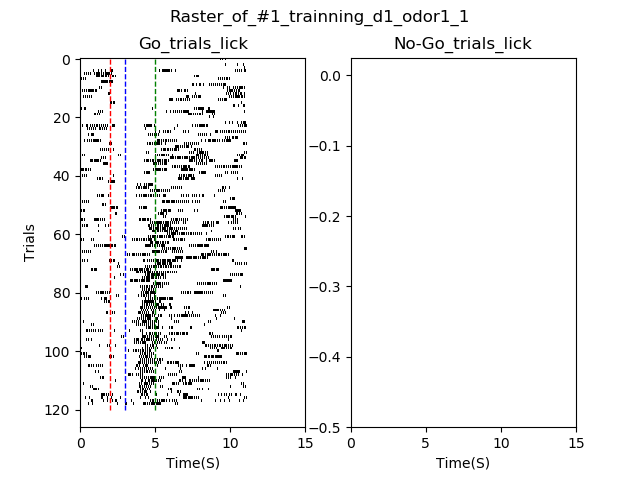 Raster_of_#1_trainning_d1_odor1_1
Go_trials_lick
No-Go_trials_lick
0
20
40
60
80
100
120
Trials
0 5 10 15
Time(S)
0.0
−0.1
−0.2
−0.3
−0.4
−0.5
0 5 10 15
Time(S)